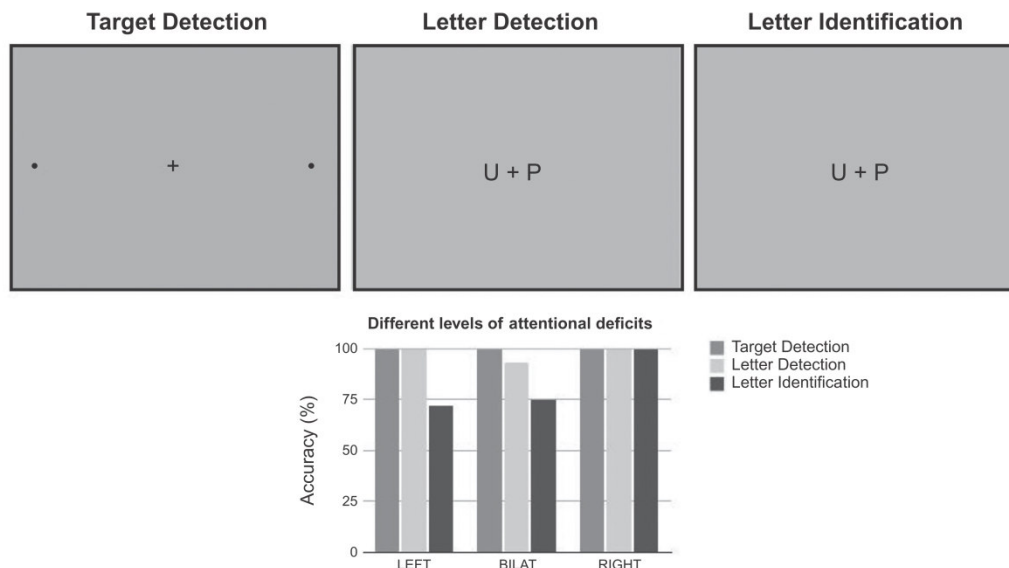 Target Detection
Letter Detection
Letter Identification
+
U + P
U + P
Different levels of attentional deficits
Accuracy (%)
100
75
50
25
0
LEFT
BILAT
RIGHT
Target Detection
Letter Detection
Letter Identification